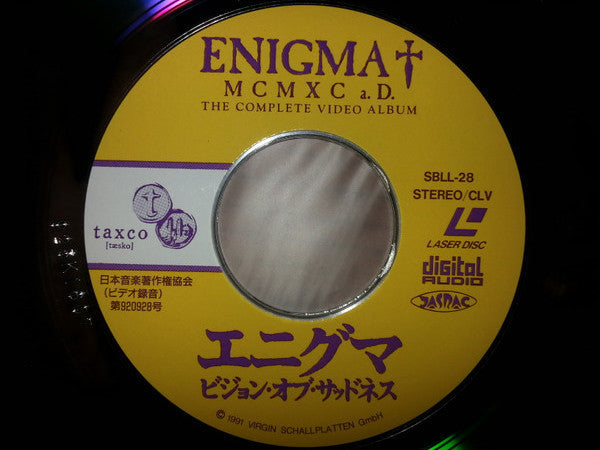 ENIGMA†
MCMXC a.D.
THE COMPLETE VIDEO ALBUM
SBLL-28
STEREO/CLV
LASER DISC
digital
AUDIO
JASRAC
t
taxco
[tæsko]
日本音楽著作権協会
(ビデオ録音)
第920928号
エニグマ
ビジョン・オブ・サッドネス
© 1991 VIRGIN SCHALLPLATTEN GmbH